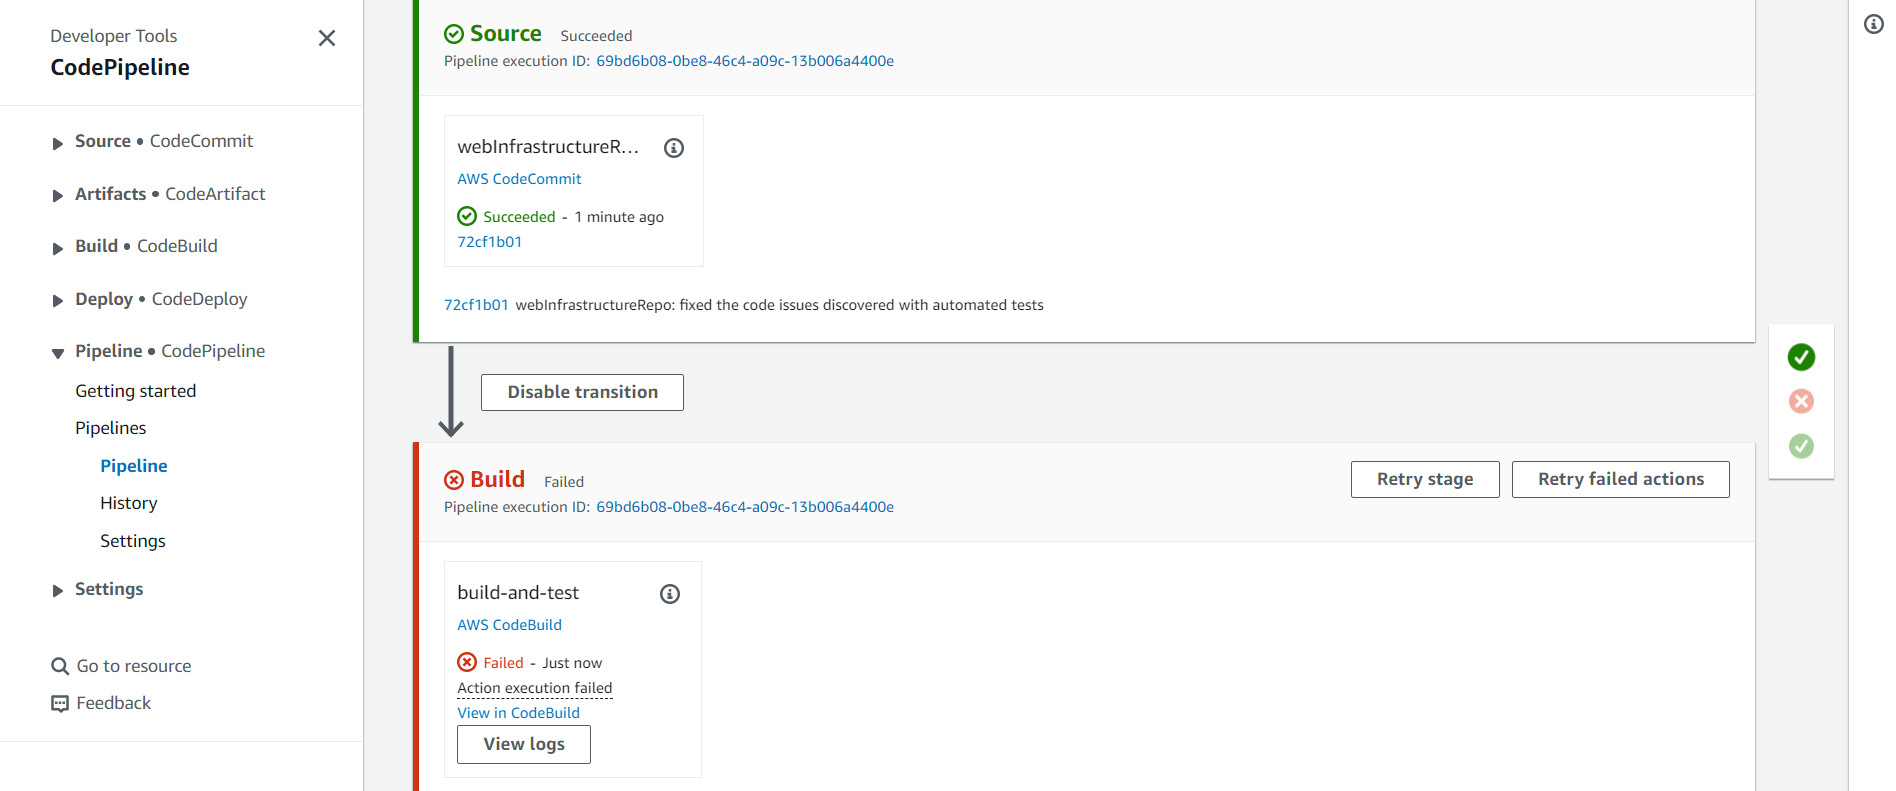 Developer Tools
CodePipeline
Source • CodeCommit
Artifacts • CodeArtifact
Build • CodeBuild
Deploy • CodeDeploy
Pipeline • CodePipeline
Getting started
Pipelines
Pipeline
History
Settings
Settings
Go to resource
Feedback
Source Succeeded
Pipeline execution ID: 69bd6b08-0be8-46c4-a09c-13b006a4400e
webInfrastructureR...
AWS CodeCommit
Succeeded - 1 minute ago
72cf1b01
72cf1b01 webInfrastructureRepo: fixed the code issues discovered with automated tests
Disable transition
Build Failed
Retry stage
Retry failed actions
Pipeline execution ID: 69bd6b08-0be8-46c4-a09c-13b006a4400e
build-and-test
AWS CodeBuild
Failed - Just now
Action execution failed
View in CodeBuild
View logs